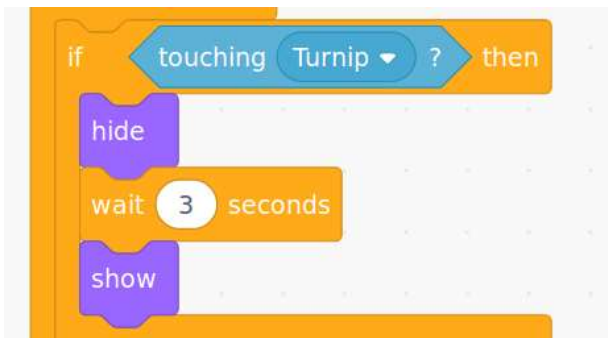 if touching Turnip ? then
hide
wait 3 seconds
show